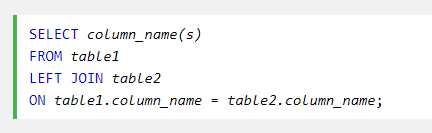 SELECT column_name(s)
FROM table1
LEFT JOIN table2
ON table1.column_name = table2.column_name;